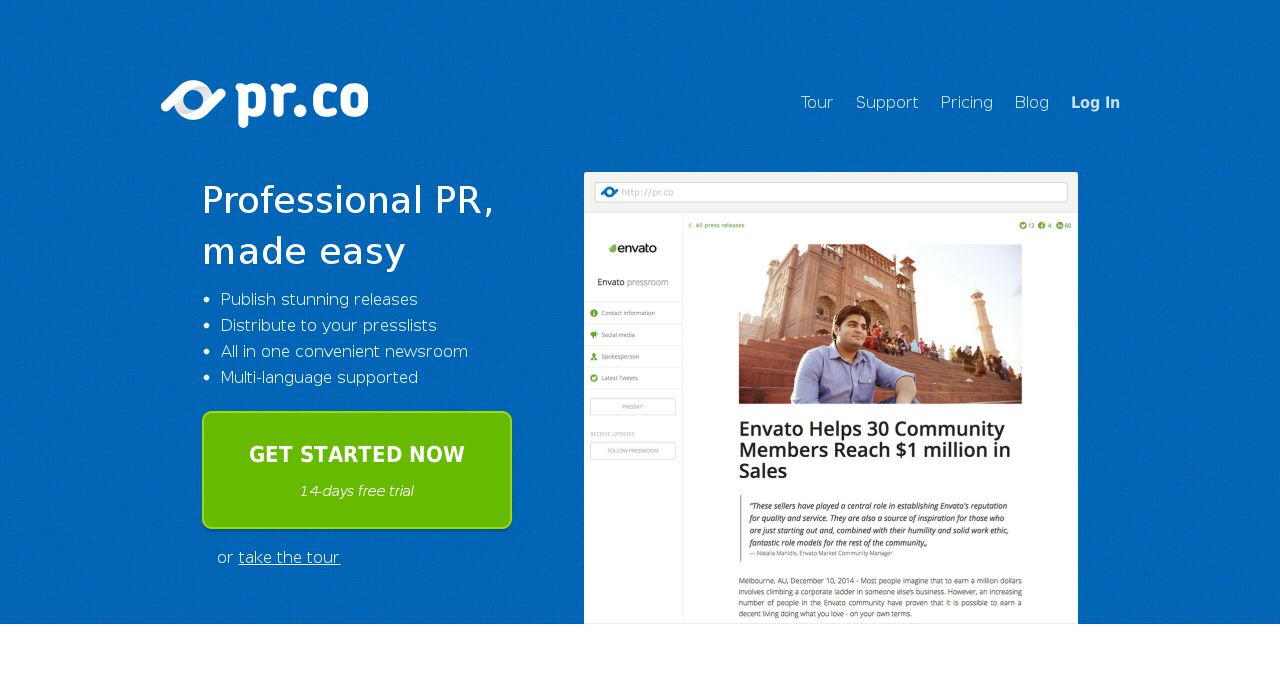 pr.co
Tour Support Pricing Blog Log In
Professional PR,
made easy
Publish stunning releases
Distribute to your presslists
All in one convenient newsroom
Multi-language supported
GET STARTED NOW
14-days free trial
or take the tour
http://pr.co
envato
Envato pressroom
Contact information
Social media
Spokesperson
Latest Tweets
PRESSKIT
RECEIVE UPDATES
FOLLOW PRESSROOM
All press releases
12 4 60
Envato Helps 30 Community
Members Reach $1 million in
Sales
"These sellers have played a central role in establishing Envato's reputation
for quality and service. They are also a source of inspiration for those who
are just starting out and, combined with their humility and solid work ethic,
fantastic role models for the rest of the community„
— Natalia Manidis, Envato Market Community Manager
Melbourne, AU, December 10, 2014 - Most people imagine that to earn a million dollars
involves climbing a corporate ladder in someone else's business. However, an increasing
number of people in the Envato community have proven that it is possible to earn a
decent living doing what you love - on your own terms.